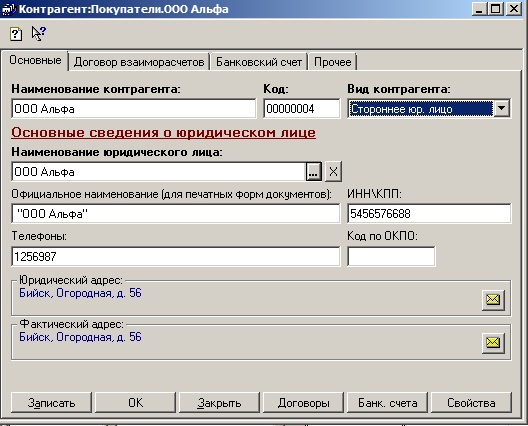 Контрагент:Покупатели.ООО Альфа
Основные Договор взаиморасчетов Банковский счет Прочее
Наименование контрагента: Код: Вид контрагента:
ООО Альфа 00000004 Стороннее юр. лицо
Основные сведения о юридическом лице
Наименование юридического лица:
ООО Альфа ... X
Официальное наименование (для печатных форм документов): ИНН\КПП:
"ООО Альфа" 5456576688
Телефоны: Код по ОКПО:
1256987
Юридический адрес:
Бийск, Огородная, д. 56
Фактический адрес:
Бийск, Огородная, д. 56
Записать OK Закрыть Договоры Банк. счета Свойства